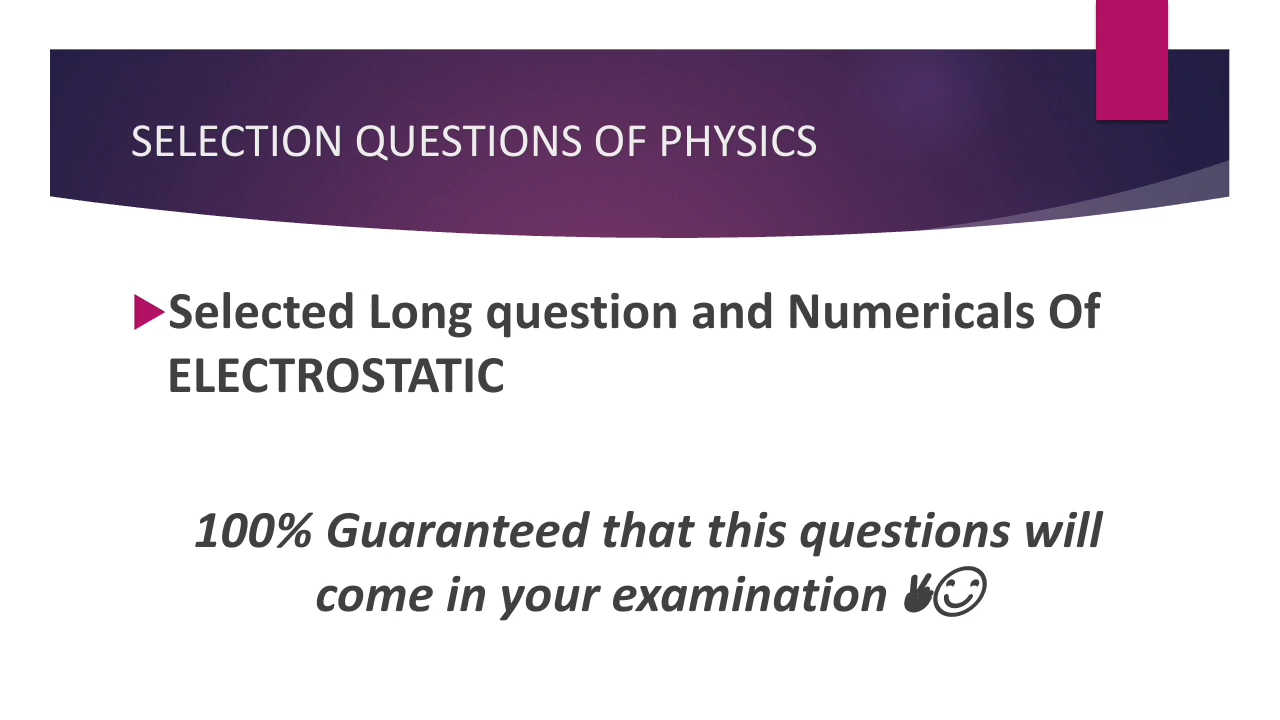 SELECTION QUESTIONS OF PHYSICS
Selected Long question and Numericals Of
ELECTROSTATIC
100% Guaranteed that this questions will
come in your examination ✌😊